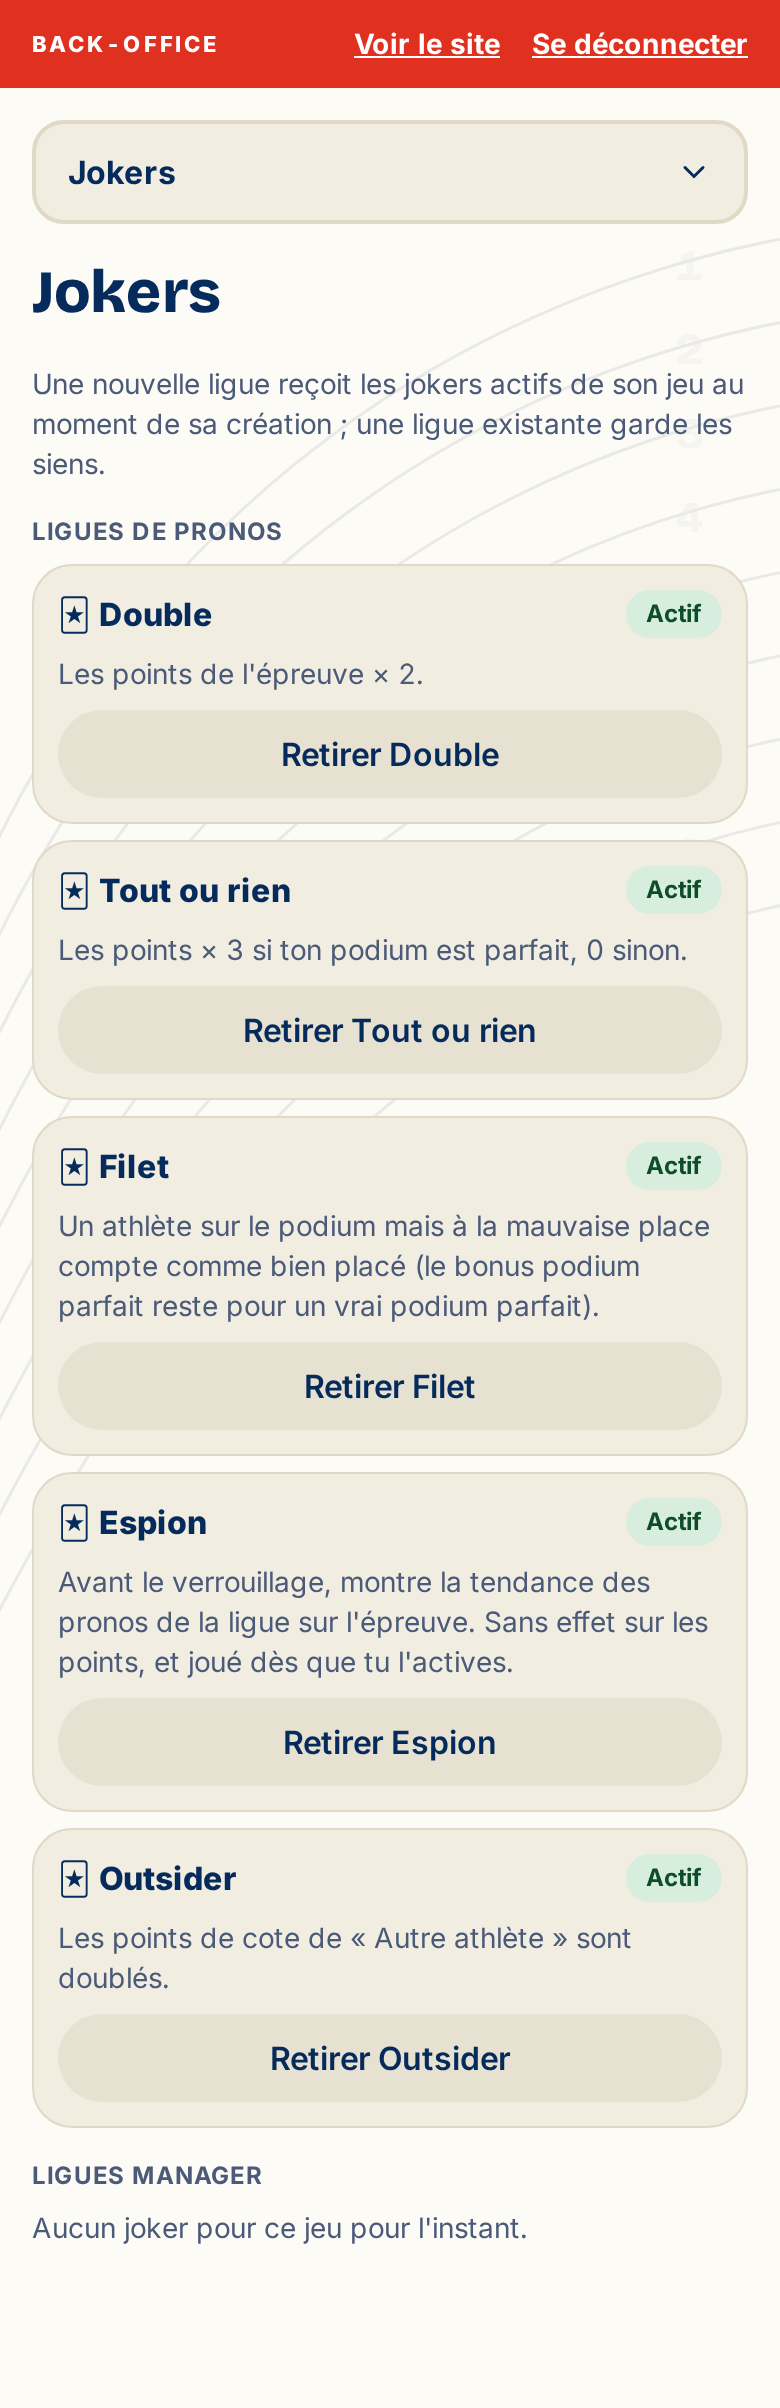 BACK-OFFICE
Voir le site
Se déconnecter
Jokers
Jokers
1
2
3
4
Une nouvelle ligue reçoit les jokers actifs de son jeu au
moment de sa création ; une ligue existante garde les
siens.
LIGUES DE PRONOS
Double
Actif
Les points de l'épreuve × 2.
Retirer Double
Tout ou rien
Actif
Les points × 3 si ton podium est parfait, 0 sinon.
Retirer Tout ou rien
Filet
Actif
Un athlète sur le podium mais à la mauvaise place
compte comme bien placé (le bonus podium
parfait reste pour un vrai podium parfait).
Retirer Filet
Espion
Actif
Avant le verrouillage, montre la tendance des
pronos de la ligue sur l'épreuve. Sans effet sur les
points, et joué dès que tu l'actives.
Retirer Espion
Outsider
Actif
Les points de cote de « Autre athlète » sont
doublés.
Retirer Outsider
LIGUES MANAGER
Aucun joker pour ce jeu pour l'instant.